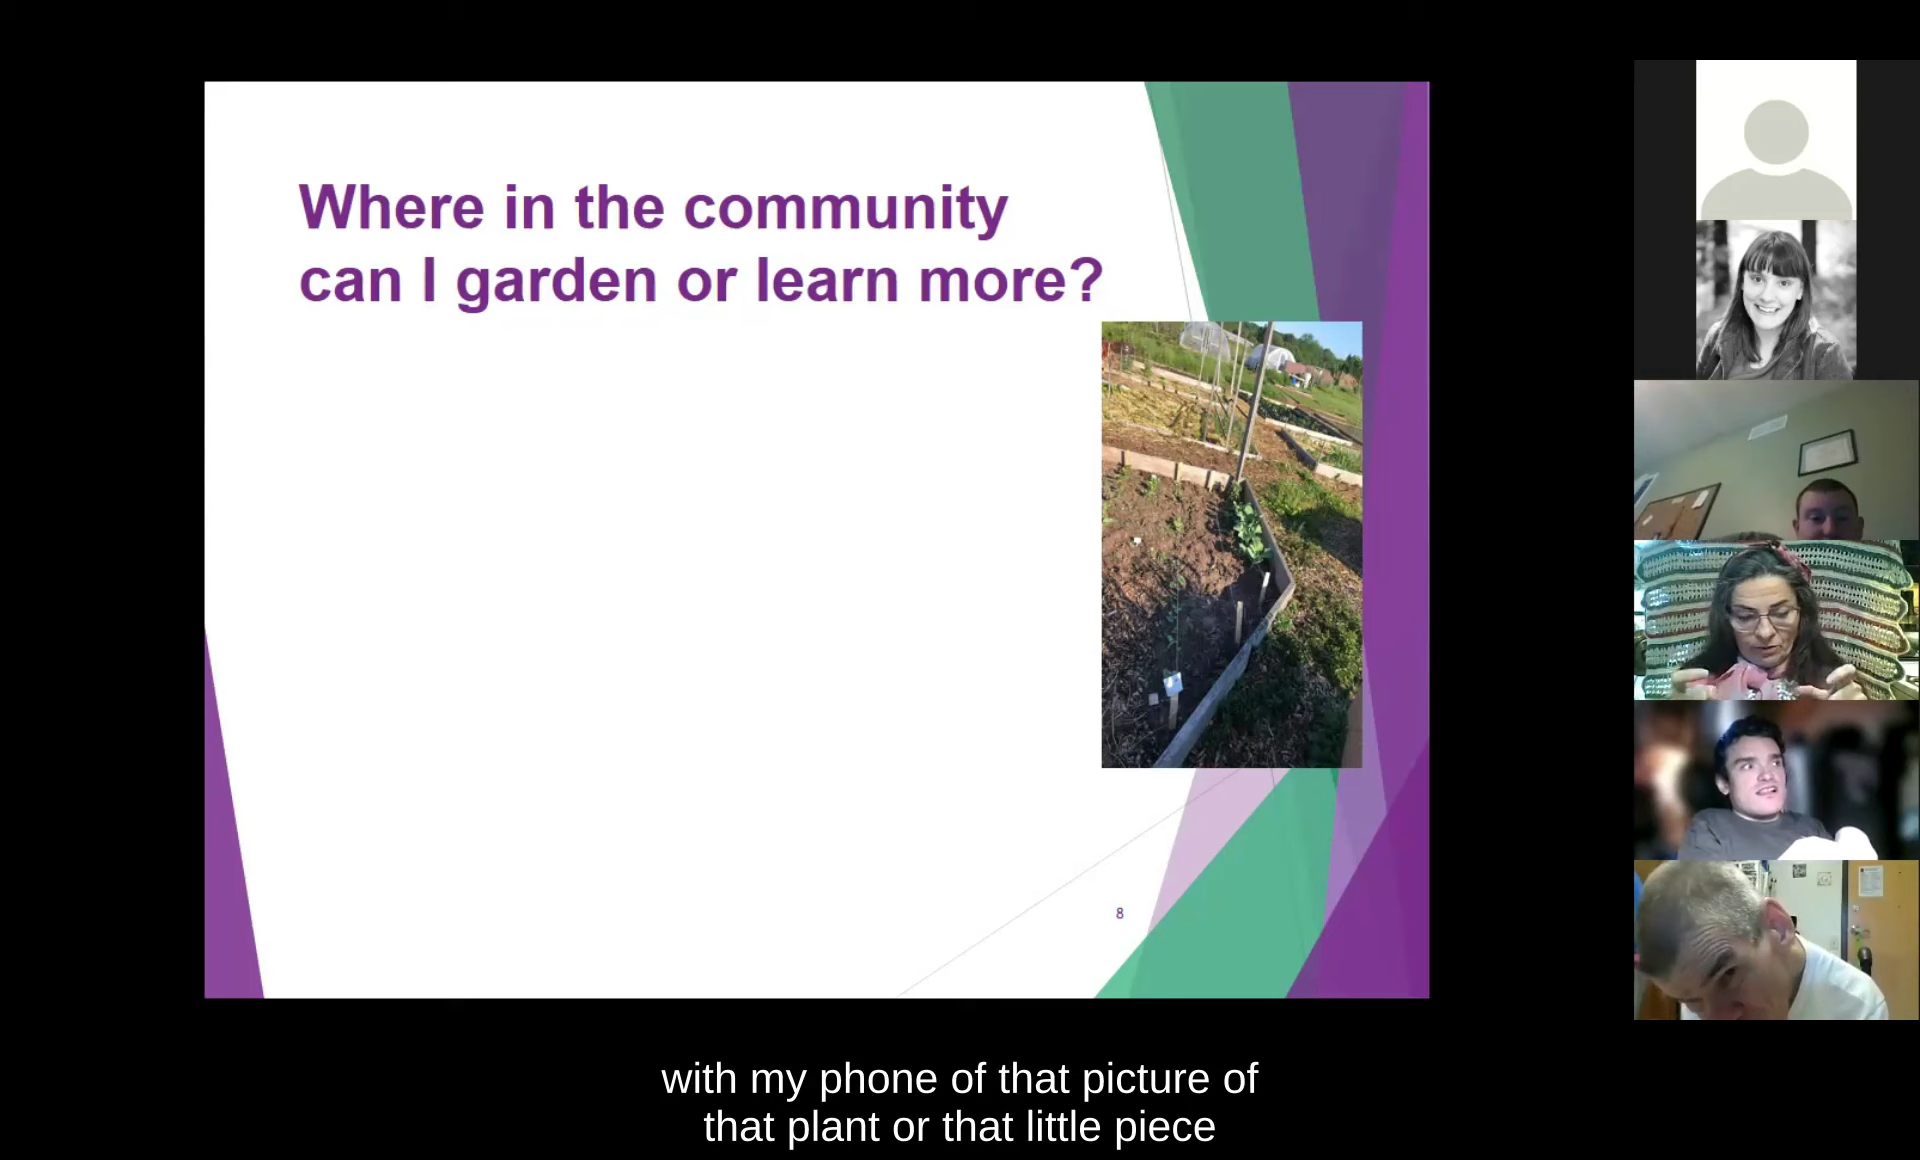 Where in the community
can I garden or learn more?
8
with my phone of that picture of
that plant or that little piece